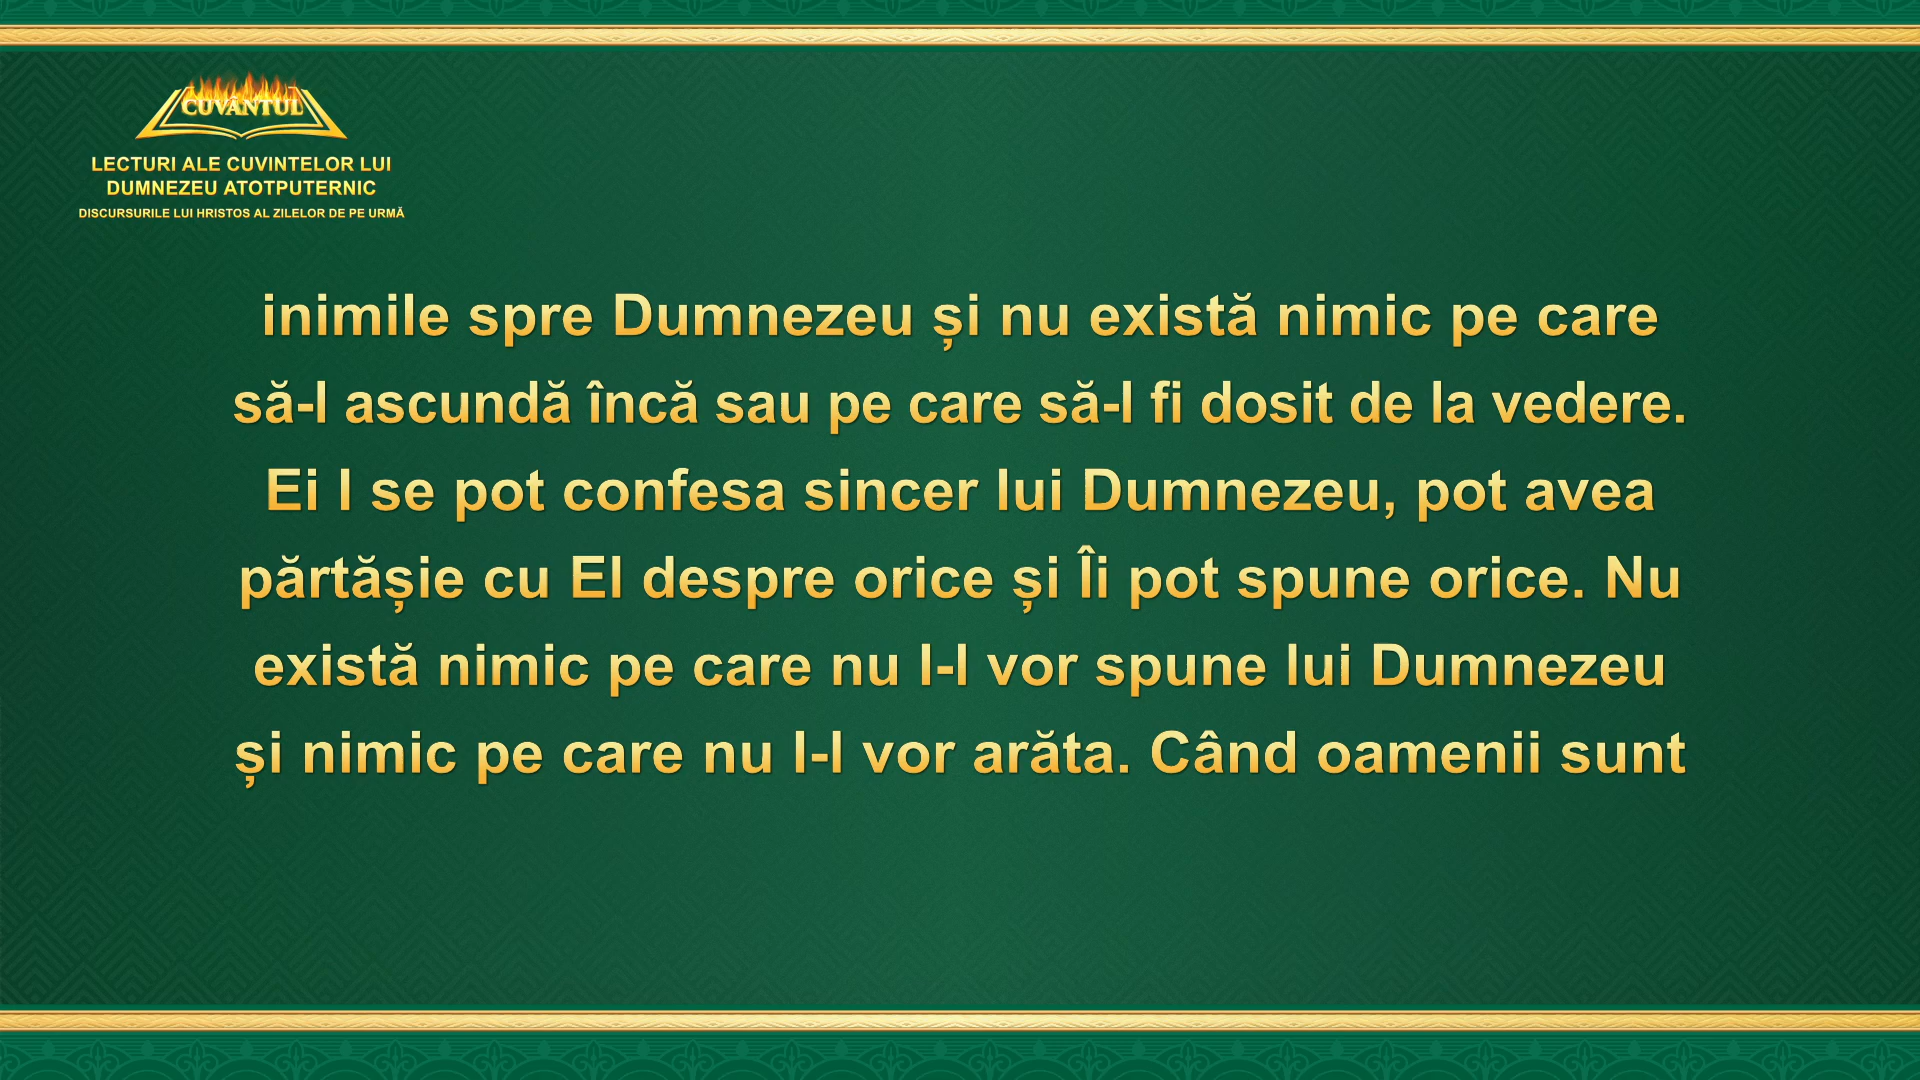 CUVÂNTUL
LECTURI ALE CUVINTELOR LUI
DUMNEZEU ATOTPUTERNIC
DISCURSURILE LUI HRISTOS AL ZILELOR DE PE URMĂ
inimile spre Dumnezeu și nu există nimic pe care
să-l ascundă încă sau pe care să-l fi dosit de la vedere.
Ei I se pot confesa sincer lui Dumnezeu, pot avea
părtășie cu El despre orice și Îi pot spune orice. Nu
există nimic pe care nu I-l vor spune lui Dumnezeu
și nimic pe care nu I-l vor arăta. Când oamenii sunt